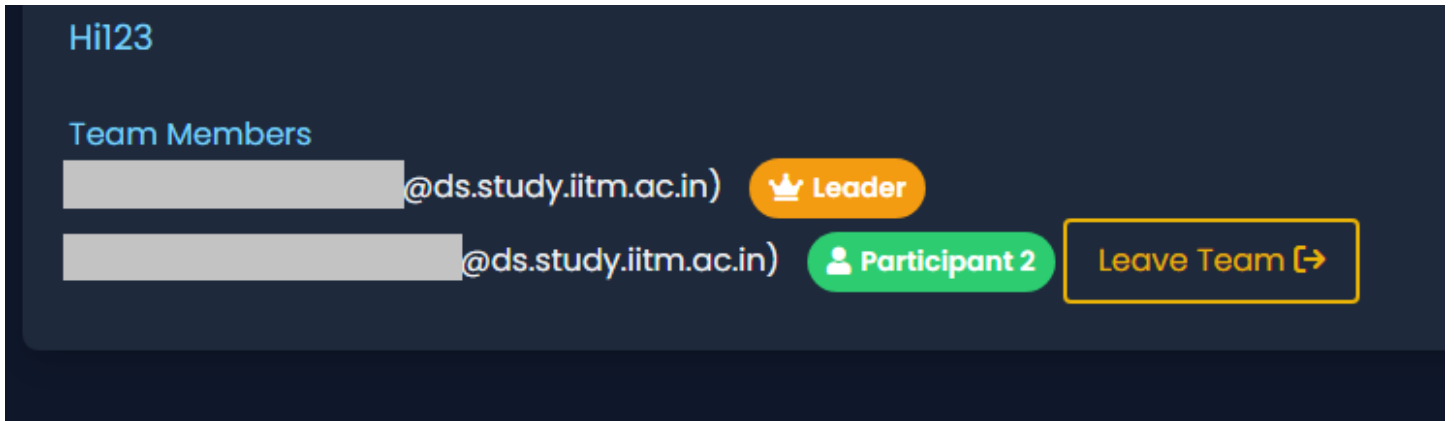 Hi123
Team Members
@ds.study.iitm.ac.in) Leader
@ds.study.iitm.ac.in) Participant 2 Leave Team